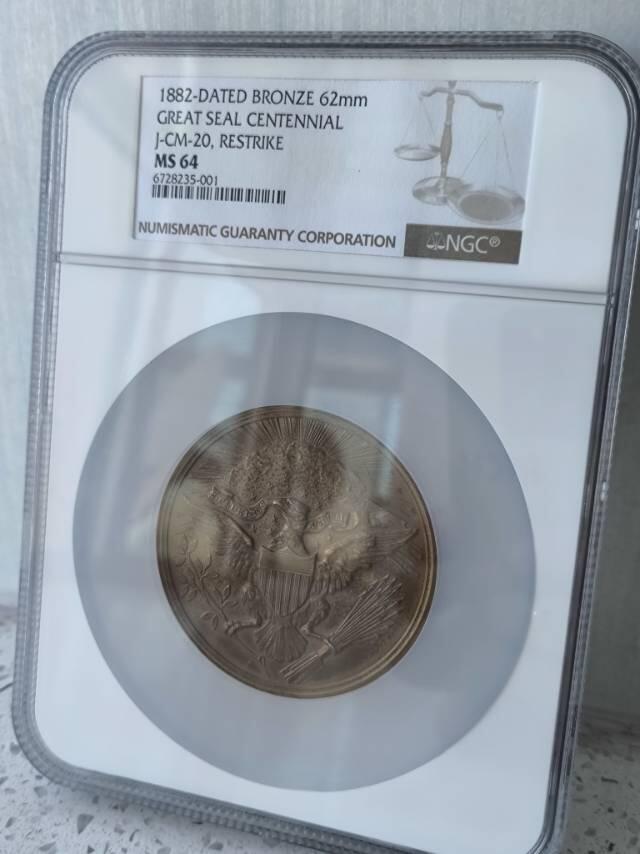 1882-DATED BRONZE 62mm
GREAT SEAL CENTENNIAL
J-CM-20, RESTRIKE
MS 64
6728235-001
NUMISMATIC GUARANTY CORPORATION
NGC®